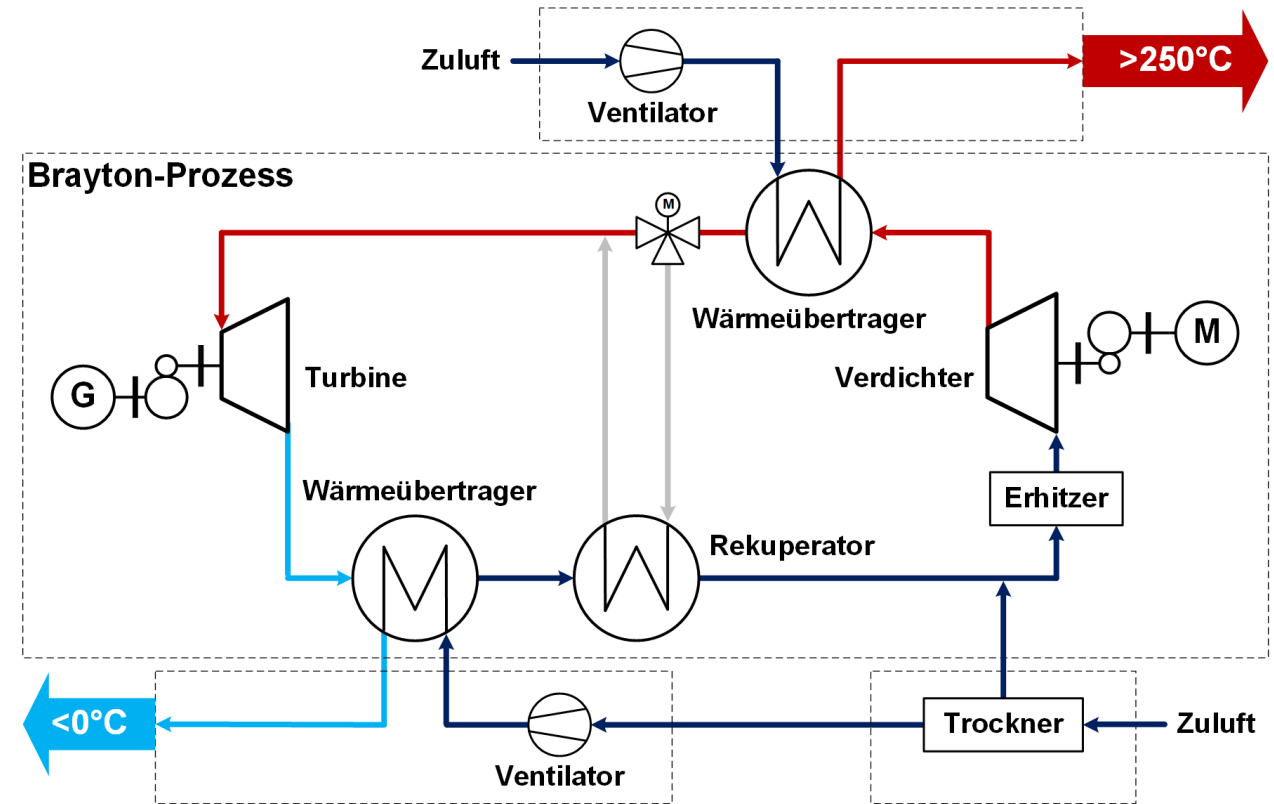 Zuluft
>250°C
Ventilator
Brayton-Prozess
M
Wärmeübertrager
M
Verdichter
Turbine
G
Wärmeübertrager
Erhitzer
Rekuperator
<0°C
Trockner
Zuluft
Ventilator